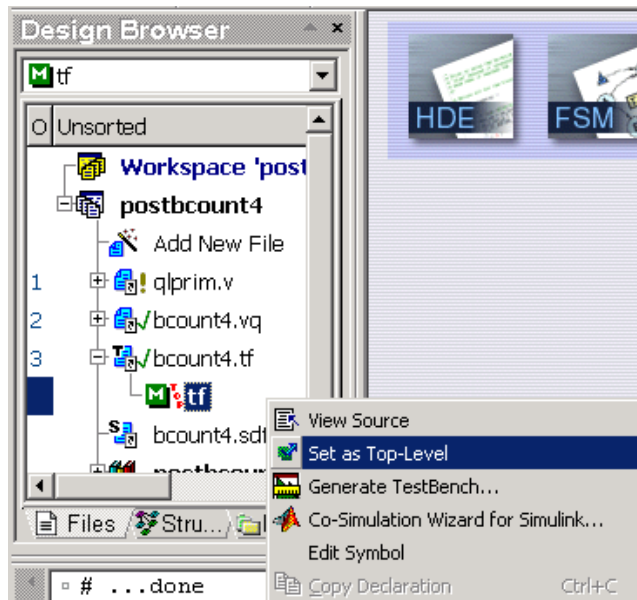 Design Browser
tf
HDE
FSM
O Unsorted
Workspace 'post
postbcount4
Add New File
1 qlprim.v
2 bcount4.vq
3 bcount4.tf
tf
View Source
bcount4.sdf
Set as Top-Level
Generate TestBench...
Files
Stru...
Co-Simulation Wizard for Simulink...
Edit Symbol
# ...done
Copy Declaration Ctrl+C